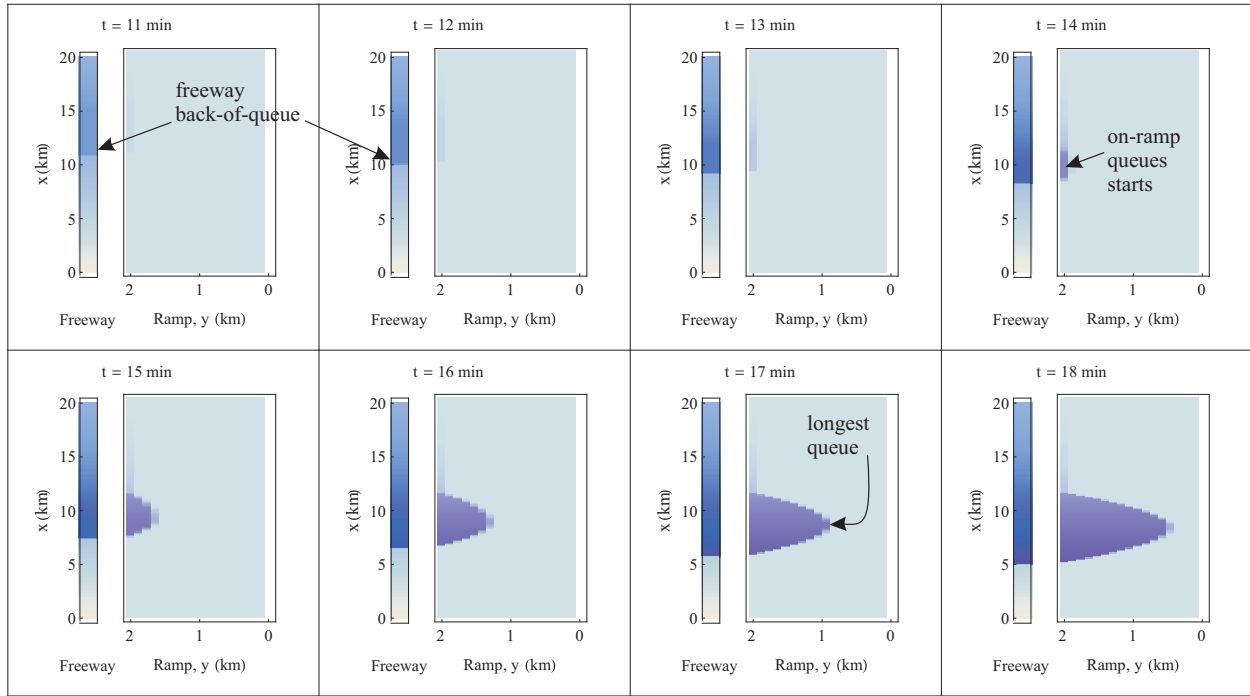 t = 11 min
20
15
10
5
0
x (km)
freeway
back-of-queue
2
1
0
Freeway
Ramp, y (km)
t = 12 min
20
15
10
5
0
x (km)
2
1
0
Freeway
Ramp, y (km)
t = 13 min
20
15
10
5
0
x (km)
2
1
0
Freeway
Ramp, y (km)
t = 14 min
20
15
10
5
0
x (km)
on-ramp
queues
starts
2
1
0
Freeway
Ramp, y (km)
t = 15 min
20
15
10
5
0
x (km)
2
1
0
Freeway
Ramp, y (km)
t = 16 min
20
15
10
5
0
x (km)
2
1
0
Freeway
Ramp, y (km)
t = 17 min
20
15
10
5
0
x (km)
longest
queue
2
1
0
Freeway
Ramp, y (km)
t = 18 min
20
15
10
5
0
x (km)
2
1
0
Freeway
Ramp, y (km)